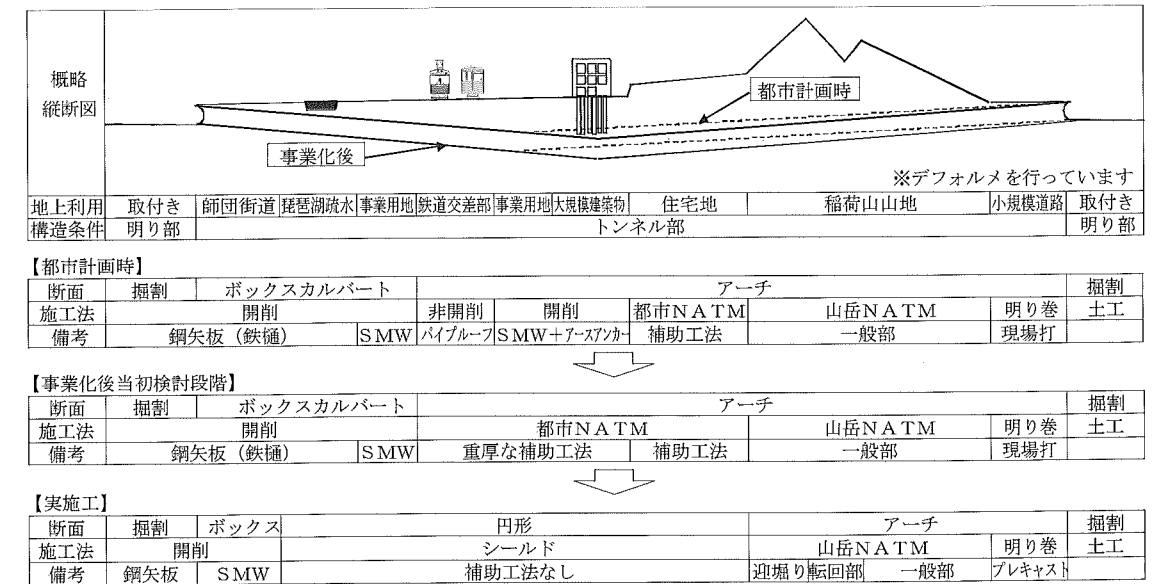 概略
縦断図
都市計画時
事業化後
※デフォルメを行っています
地上利用 取付き 師団街道 琵琶湖疏水 事業用地 鉄道交差部 事業用地 大規模建築物 住宅地 稲荷山山地 小規模道路 取付き
構造条件 明り部 トンネル部 明り部
【都市計画時】
断面 掘割 ボックスカルバート アーチ 掘割
施工法 開削 非開削 開削 都市NATM 山岳NATM 明り巻 土工
備考 鋼矢板（鉄樋） SMW パイプルーフ SMW＋アースアンカー 補助工法 一般部 現場打
【事業化後当初検討段階】
断面 掘割 ボックスカルバート アーチ 掘割
施工法 開削 都市NATM 山岳NATM 明り巻 土工
備考 鋼矢板（鉄樋） SMW 重厚な補助工法 補助工法 一般部 現場打
【実施工】
断面 掘割 ボックス 円形 アーチ 掘割
施工法 開削 シールド 山岳NATM 明り巻 土工
備考 鋼矢板 SMW 補助工法なし 迎掘り 転回部 一般部 プレキャスト